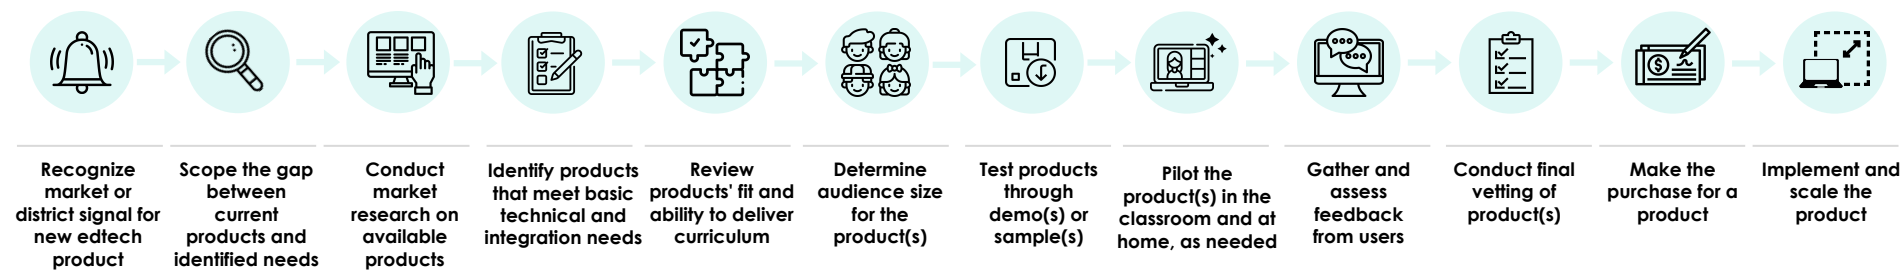 Recognize
market or
district signal for
new edtech
product
Scope the gap
between
current
products and
identified needs
Conduct
market
research on
available
products
Identify products
that meet basic
technical and
integration needs
Review
products' fit and
ability to deliver
curriculum
Determine
audience size
for the
product(s)
Test products
through
demo(s) or
sample(s)
Pilot the
product(s) in the
classroom and at
home, as needed
Gather and
assess
feedback
from users
Conduct final
vetting of
product(s)
Make the
purchase for a
product
Implement and
scale the
product